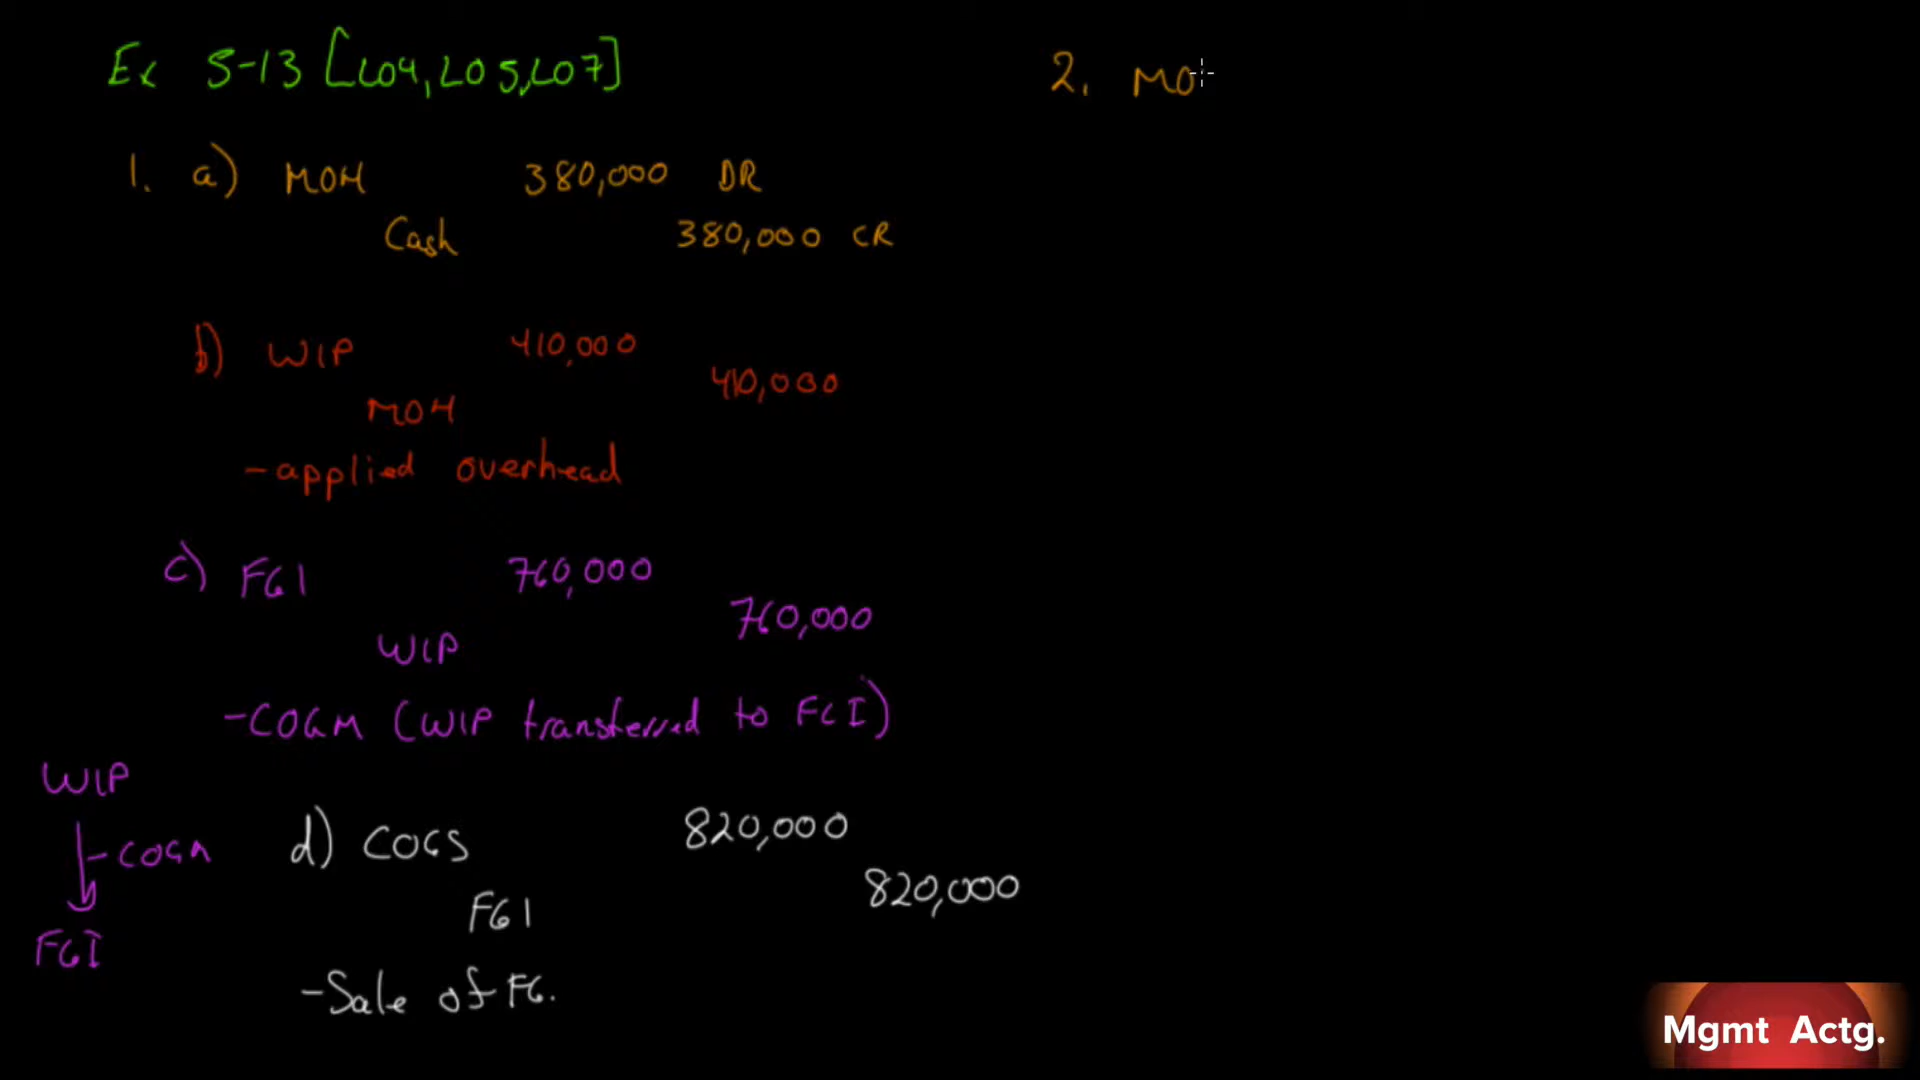 Ex 5-13 [LO4, LO5, LO7]
1. a) MOH 380,000 DR
Cash 380,000 CR
b) WIP 410,000
MOH 410,000
- applied overhead
c) FGI 760,000
WIP 760,000
- COGM (WIP transferred to FGI)
WIP
- COGM
FGI
d) COGS 820,000
FGI 820,000
- Sale of FG.
2. MO
Mgmt Actg.